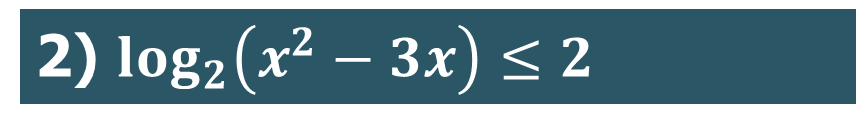 2) log₂(x² − 3x) ≤ 2